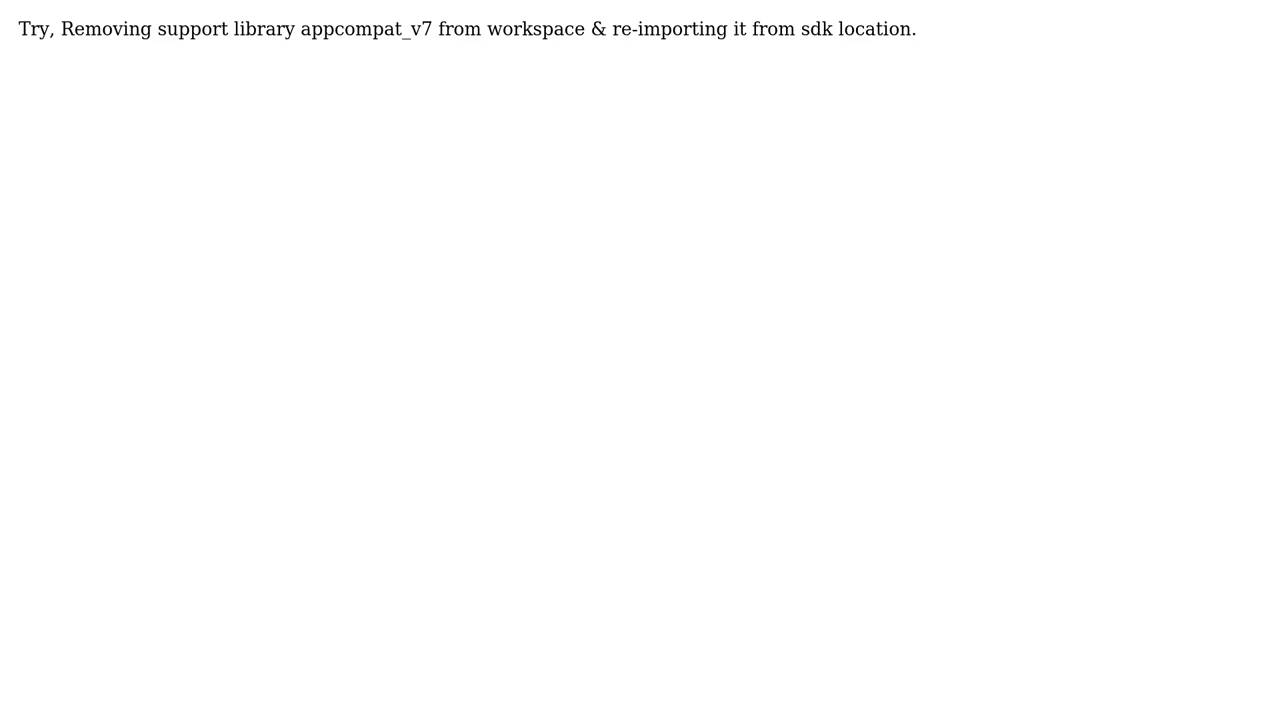 Try, Removing support library appcompat_v7 from workspace & re-importing it from sdk location.